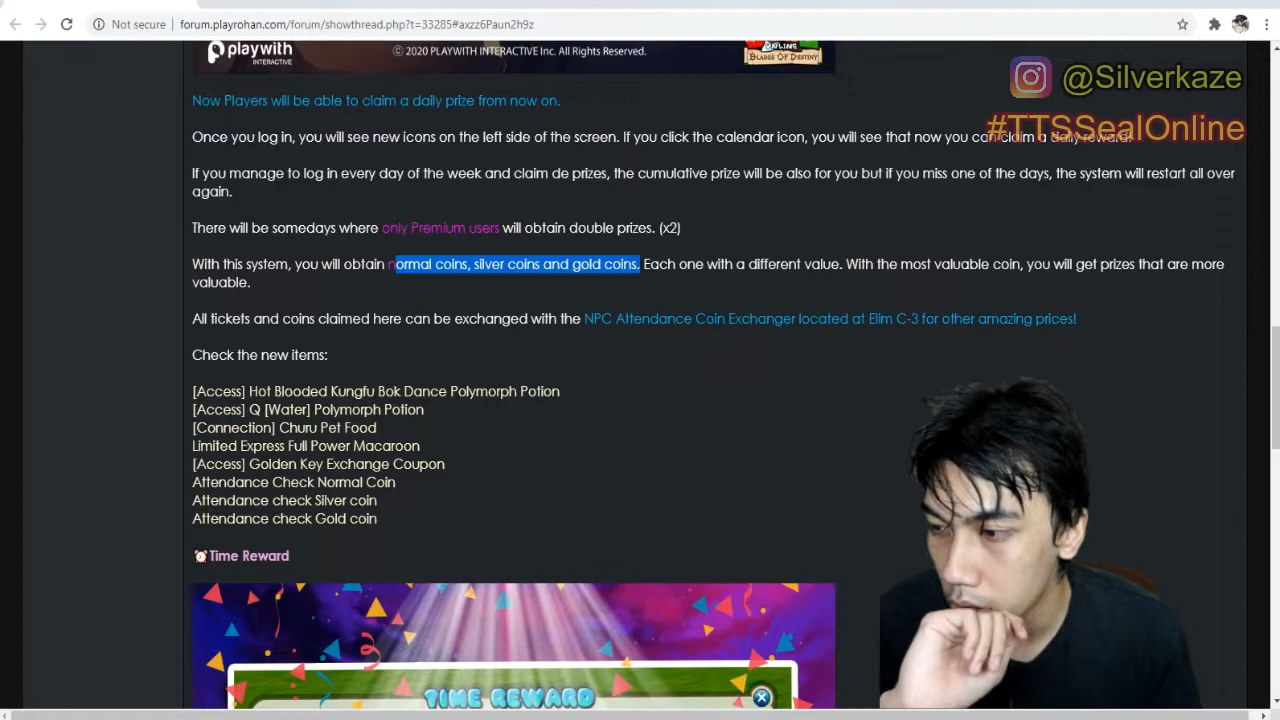 Not secure
forum.playrohan.com/forum/showthread.php?t=33285#axzz6Paun2h9z
playwith
INTERACTIVE
© 2020 PLAYWITH INTERACTIVE Inc. All Rights Reserved.
BLADES OF DESTINY
@Silverkaze
#TTSSealOnline
Now Players will be able to claim a daily prize from now on.
Once you log in, you will see new icons on the left side of the screen. If you click the calendar icon, you will see that now you can claim a daily reward!
If you manage to log in every day of the week and claim de prizes, the cumulative prize will be also for you but if you miss one of the days, the system will restart all over
again.
There will be somedays where only Premium users will obtain double prizes. (x2)
With this system, you will obtain normal coins, silver coins and gold coins. Each one with a different value. With the most valuable coin, you will get prizes that are more
valuable.
All tickets and coins claimed here can be exchanged with the NPC Attendance Coin Exchanger located at Elim C-3 for other amazing prices!
Check the new items:
[Access] Hot Blooded Kungfu Bok Dance Polymorph Potion
[Access] Q [Water] Polymorph Potion
[Connection] Churu Pet Food
Limited Express Full Power Macaroon
[Access] Golden Key Exchange Coupon
Attendance Check Normal Coin
Attendance check Silver coin
Attendance check Gold coin
⏰Time Reward
TIME REWARD